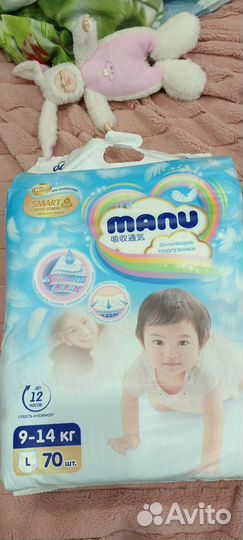 SMART
manu
吸収通気
дышащие
подгузники
до
12
часов
СУХОСТЬ И КОМФОРТ
9-14 кг
L 70 шт.
Avito